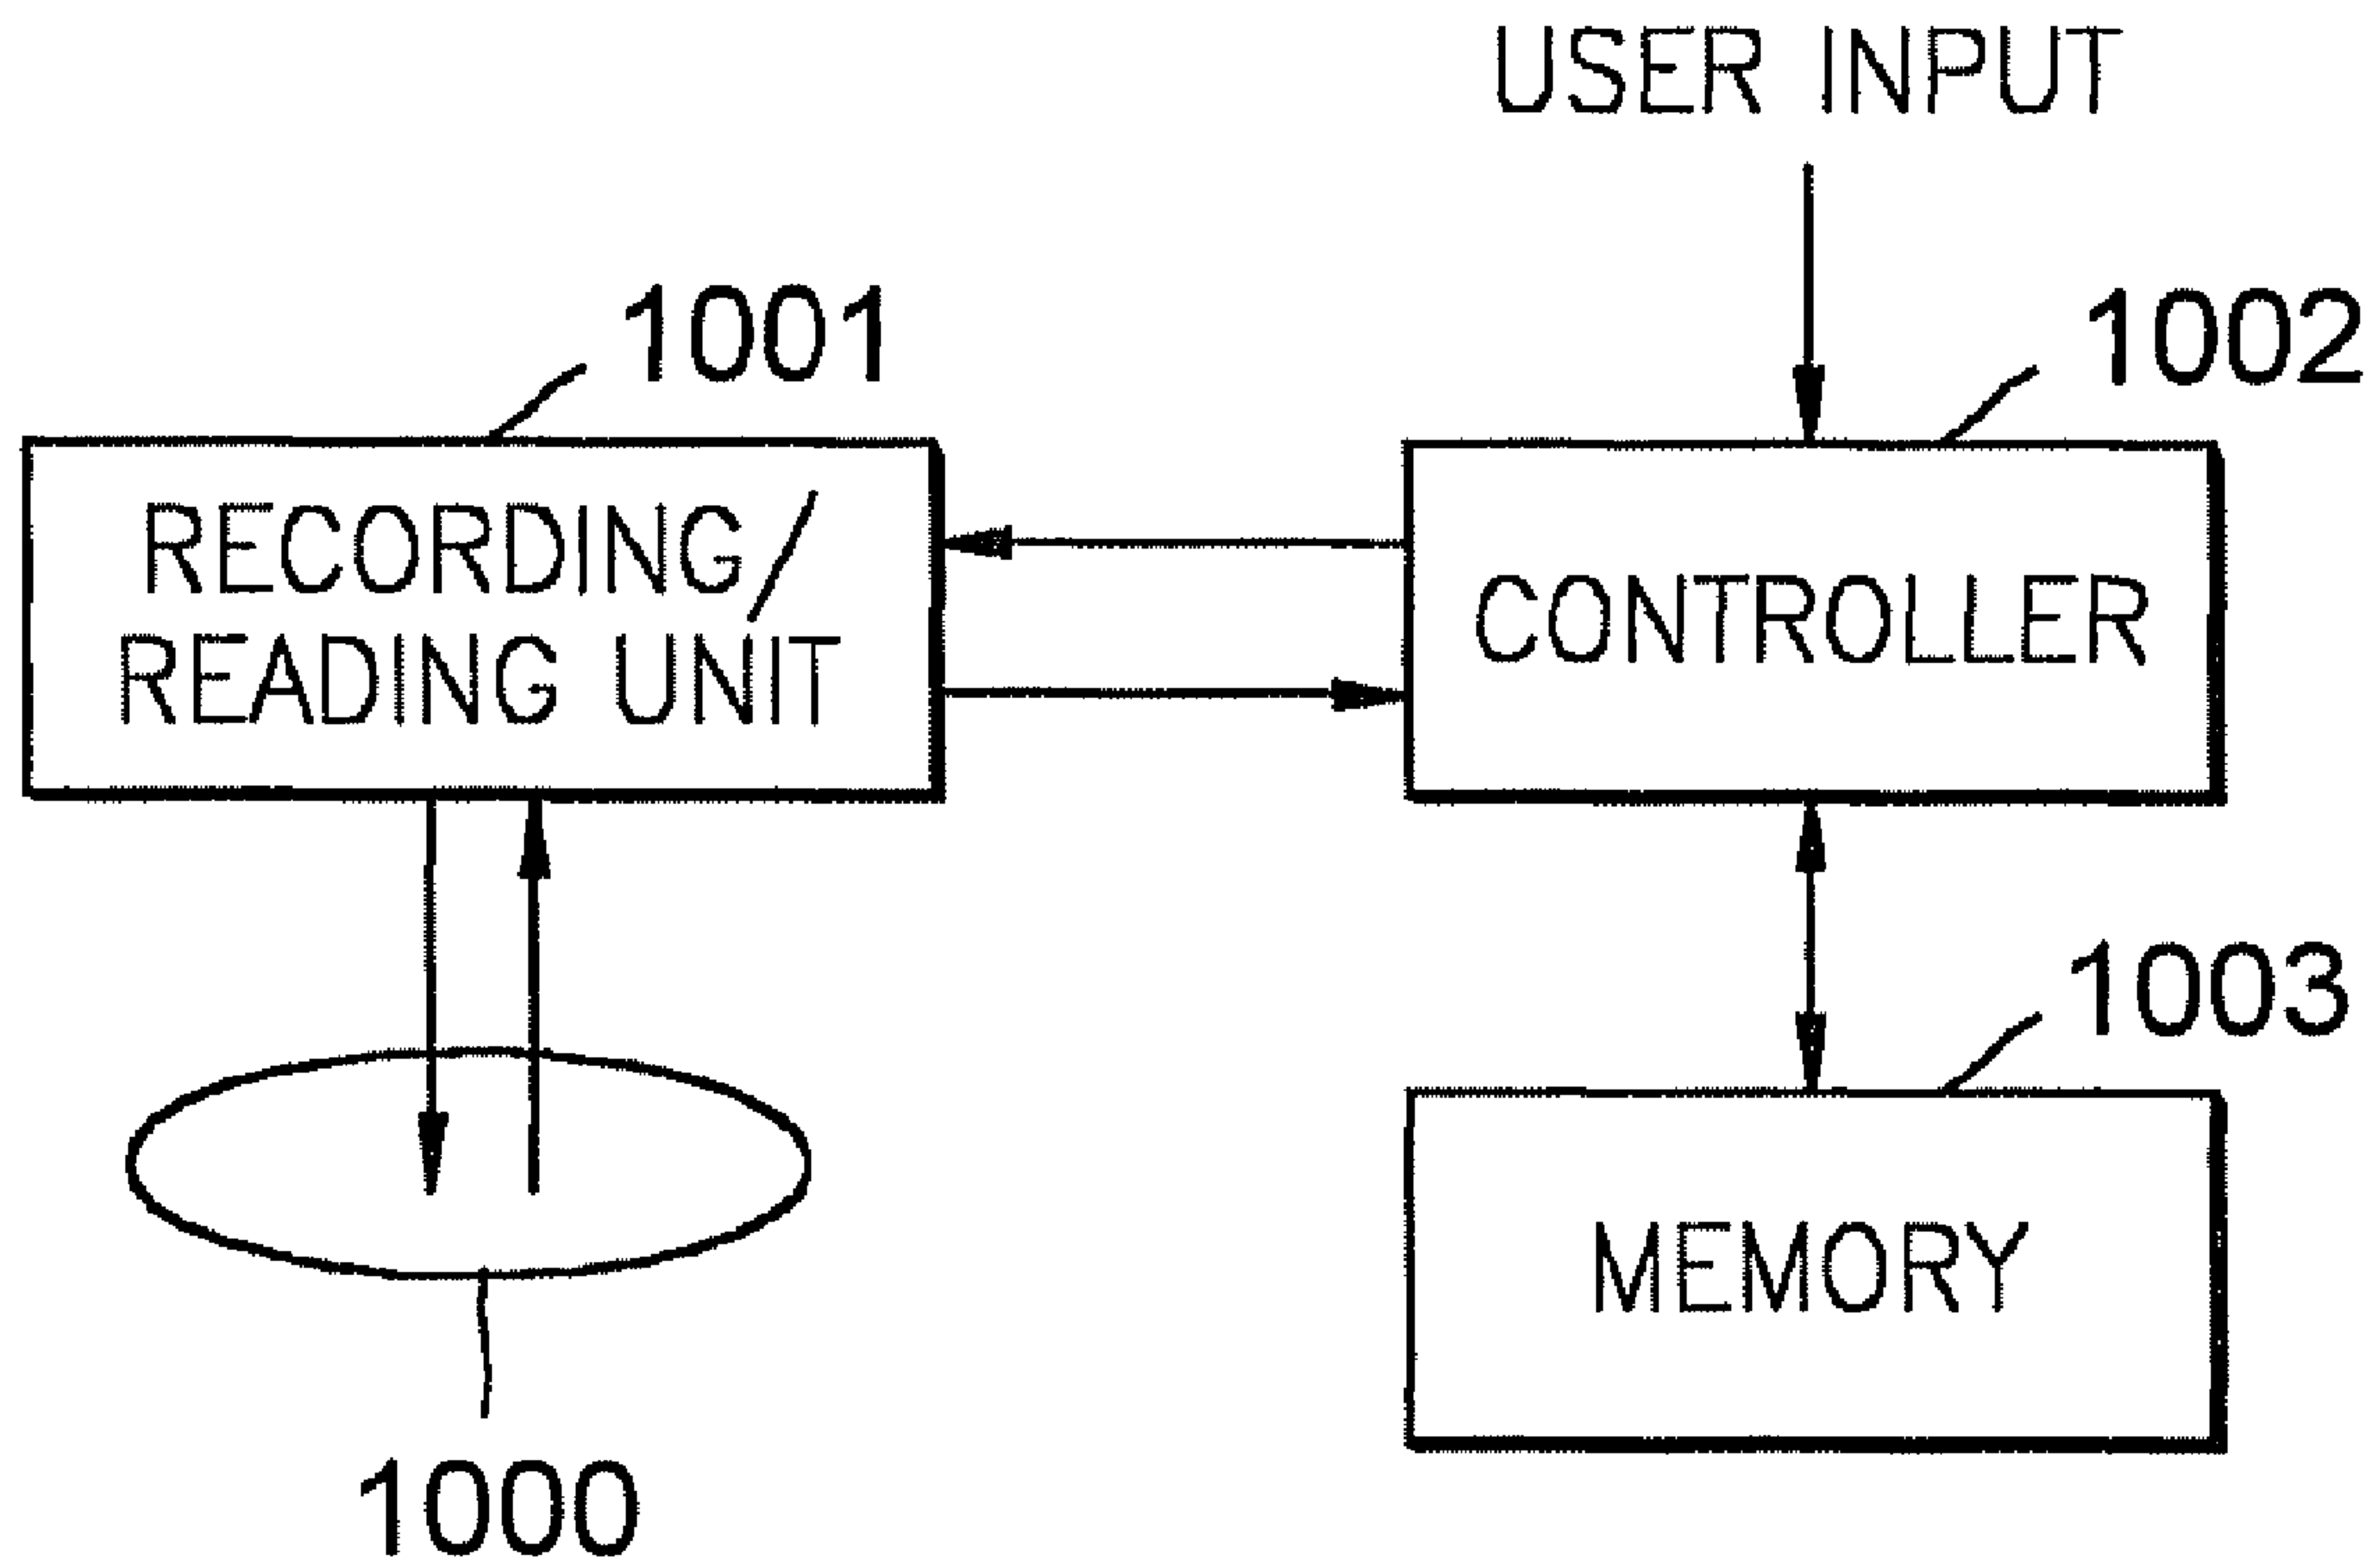 USER INPUT
1001
1002
RECORDING/
READING UNIT
CONTROLLER
1003
MEMORY
1000